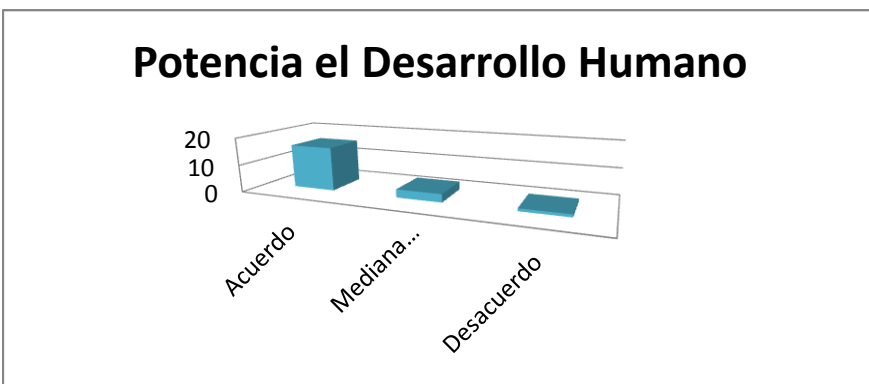 Potencia el Desarrollo Humano
20
10
0
Acuerdo
Mediana...
Desacuerdo